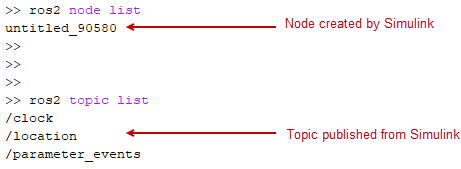 >> ros2 node list
untitled_90580
Node created by Simulink
>>
>>
>>
>> ros2 topic list
/clock
/location
Topic published from Simulink
/parameter_events